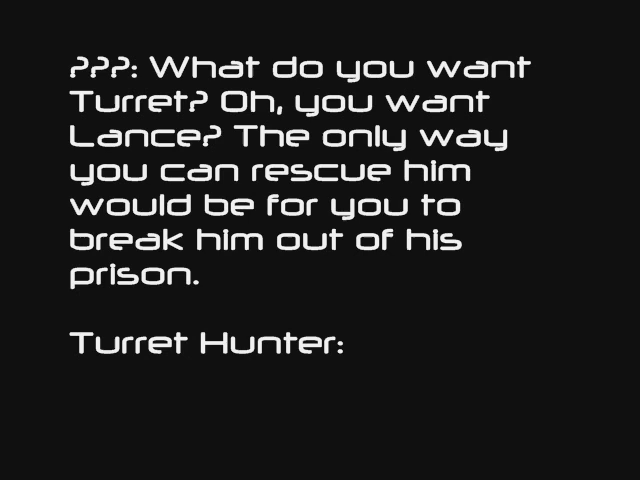 ???: What do you want
Turret? Oh, you want
Lance? The only way
you can rescue him
would be for you to
break him out of his
prison.
Turret Hunter: